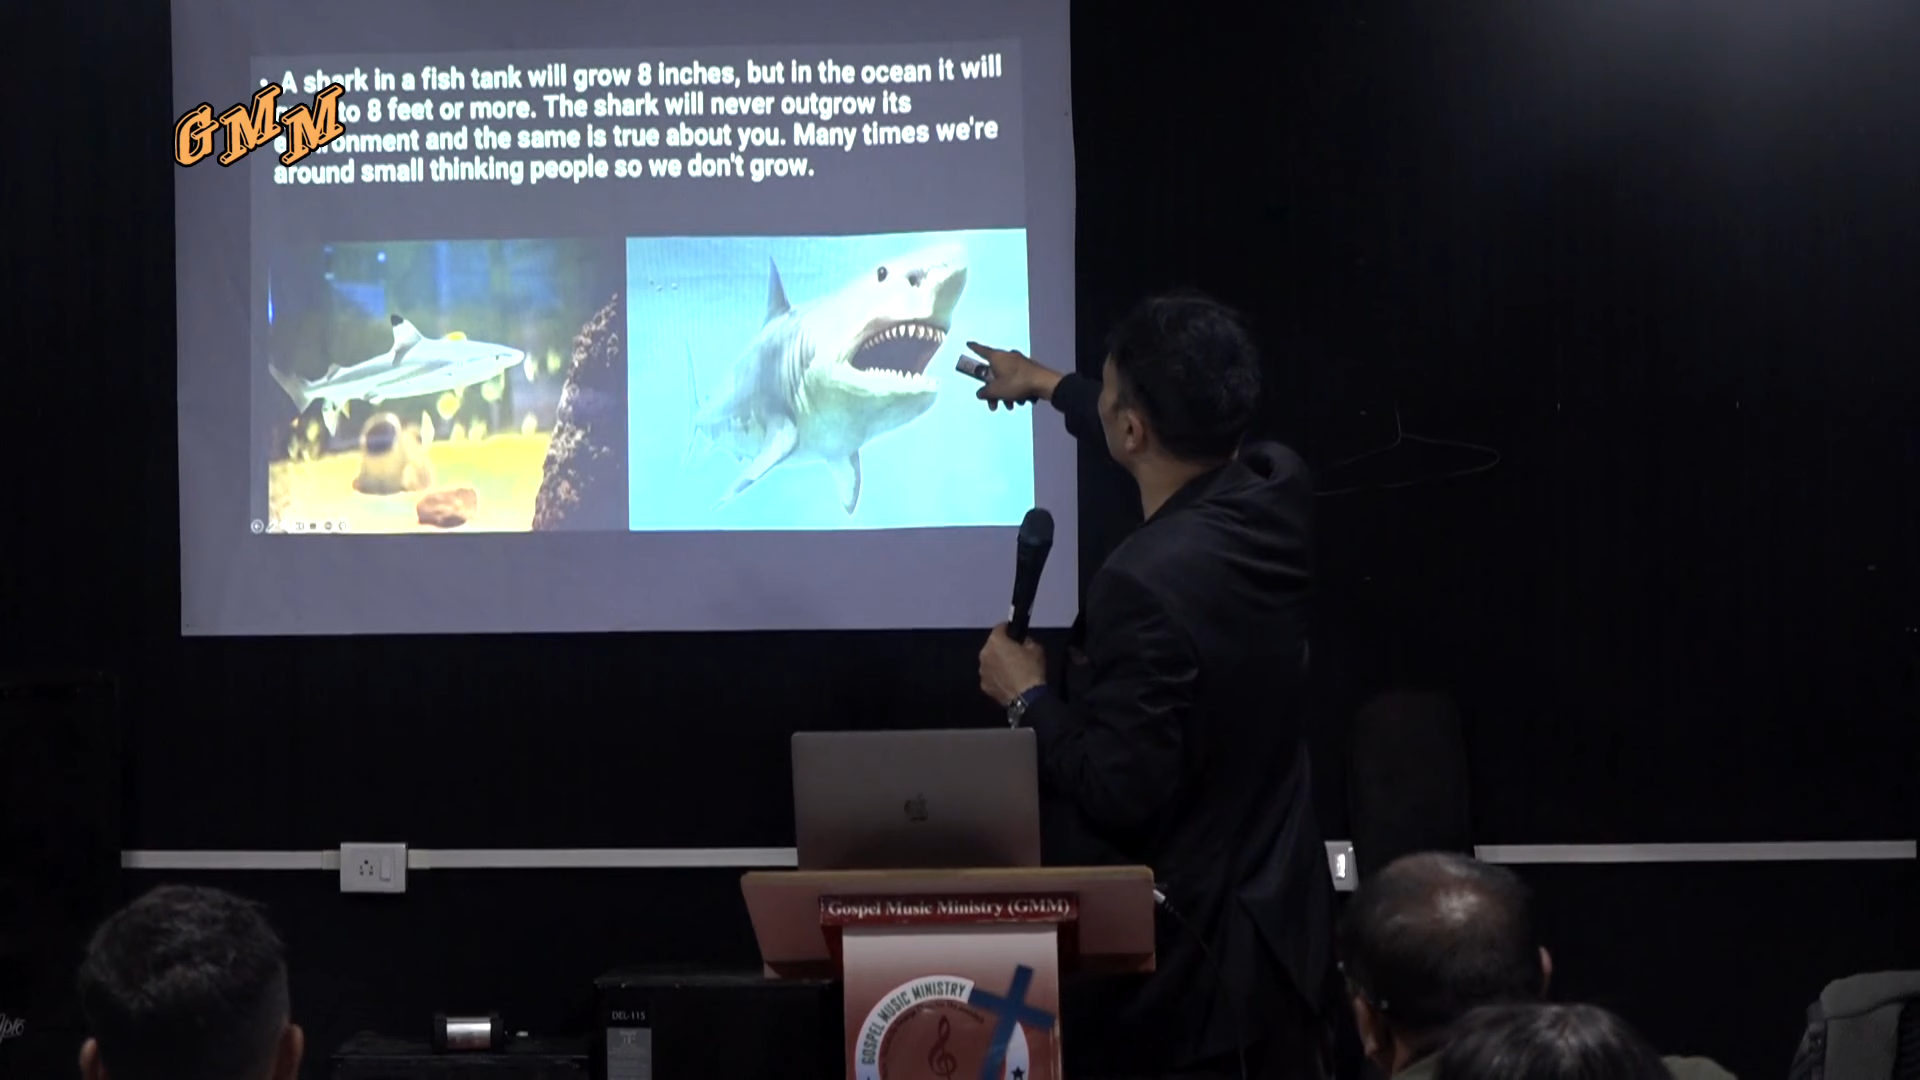 • A shark in a fish tank will grow 8 inches, but in the ocean it will
to 8 feet or more. The shark will never outgrow its
and the same is true about you. Many times we're
around small thinking people so we don't grow.
GMM
Gospel Music Ministry (GMM)
GOSPEL MUSIC MINISTRY
DEL-115